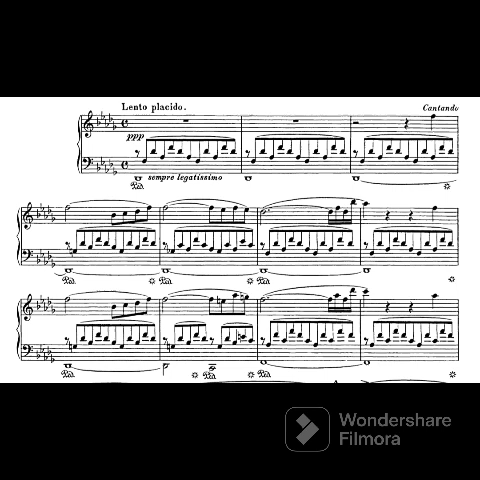 Lento placido.
Cantando
ppp
sempre legatissimo
Wondershare
Filmora